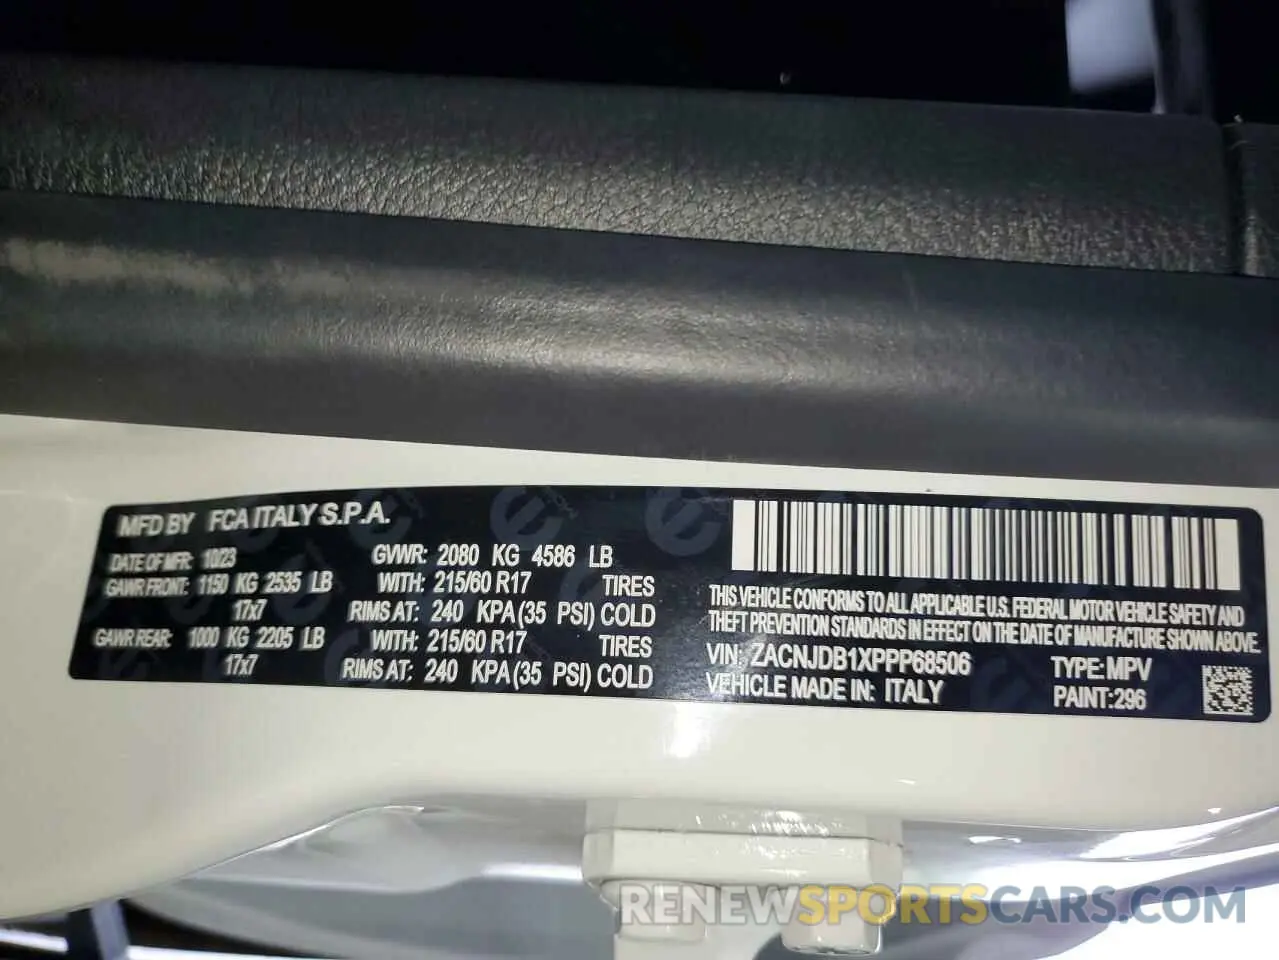 MFD BY FCA ITALY S.P.A.
DATE OF MFR: 10/23 GVWR: 2080 KG 4586 LB
GAWR FRONT: 1150 KG 2535 LB WITH: 215/60 R17 TIRES
17x7 RIMS AT: 240 KPA (35 PSI) COLD
GAWR REAR: 1000 KG 2205 LB WITH: 215/60 R17 TIRES
17x7 RIMS AT: 240 KPA (35 PSI) COLD
THIS VEHICLE CONFORMS TO ALL APPLICABLE U.S. FEDERAL MOTOR VEHICLE SAFETY AND
THEFT PREVENTION STANDARDS IN EFFECT ON THE DATE OF MANUFACTURE SHOWN ABOVE.
VIN: ZACNJDB1XPPP68506 TYPE: MPV
VEHICLE MADE IN: ITALY PAINT: 296
RENEWSPORTSCARS.COM